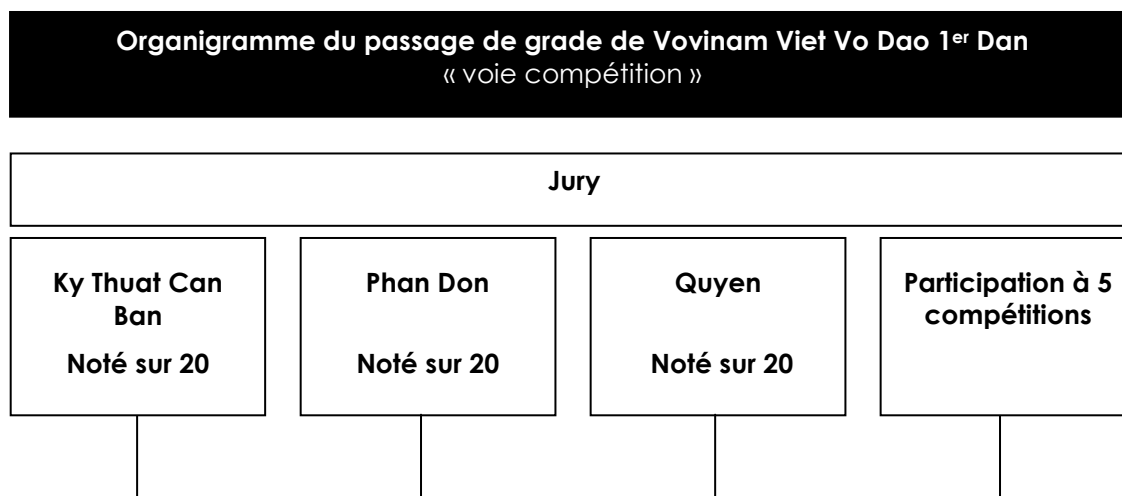 Organigramme du passage de grade de Vovinam Viet Vo Dao 1er Dan
« voie compétition »
Jury
Ky Thuat Can
Ban
Noté sur 20
Phan Don
Noté sur 20
Quyen
Noté sur 20
Participation à 5
compétitions